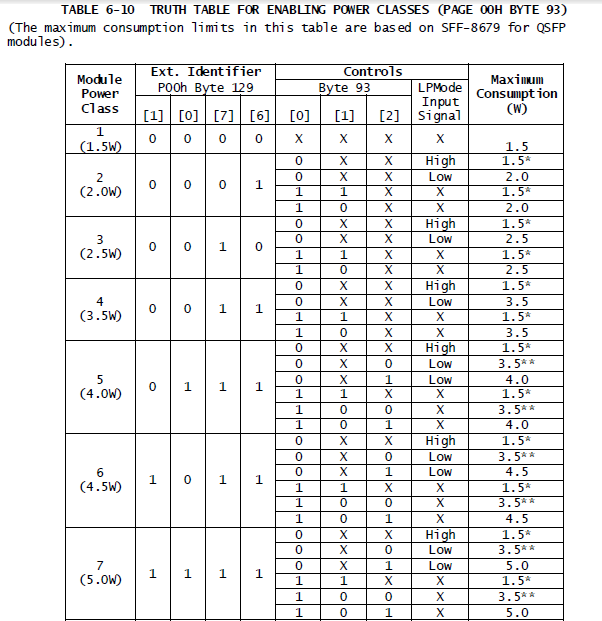 TABLE 6-10 TRUTH TABLE FOR ENABLING POWER CLASSES (PAGE 00H BYTE 93)
(The maximum consumption limits in this table are based on SFF-8679 for QSFP
modules).
Module Power Class Ext. Identifier Controls Maximum Consumption (W)
P00h Byte 129 Byte 93 LPMode Input Signal
[1] [0] [7] [6] [0] [1] [2]
1 (1.5W) 0 0 0 0 X X X X 1.5
2 (2.0W) 0 0 0 1 0 X X High 1.5*
0 X X Low 2.0
1 1 X X 1.5*
1 0 X X 2.0
3 (2.5W) 0 0 1 0 0 X X High 1.5*
0 X X Low 2.5
1 1 X X 1.5*
1 0 X X 2.5
4 (3.5W) 0 0 1 1 0 X X High 1.5*
0 X X Low 3.5
1 1 X X 1.5*
1 0 X X 3.5
5 (4.0W) 0 1 1 1 0 X X High 1.5*
0 X 0 Low 3.5**
0 X 1 Low 4.0
1 1 X X 1.5*
1 0 0 X 3.5**
1 0 1 X 4.0
6 (4.5W) 1 0 1 1 0 X X High 1.5*
0 X 0 Low 3.5**
0 X 1 Low 4.5
1 1 X X 1.5*
1 0 0 X 3.5**
1 0 1 X 4.5
7 (5.0W) 1 1 1 1 0 X X High 1.5*
0 X 0 Low 3.5**
0 X 1 Low 5.0
1 1 X X 1.5*
1 0 0 X 3.5**
1 0 1 X 5.0